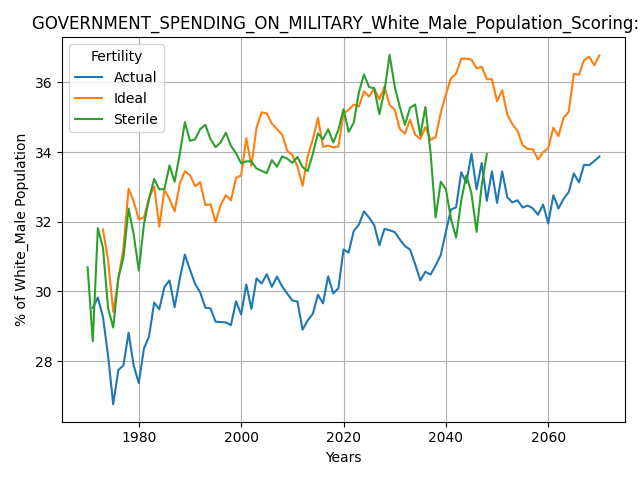 GOVERNMENT_SPENDING_ON_MILITARY_White_Male_Population_Scoring:
Fertility
Actual
Ideal
Sterile
% of White_Male Population
36
34
32
30
28
1980
2000
2020
2040
2060
Years